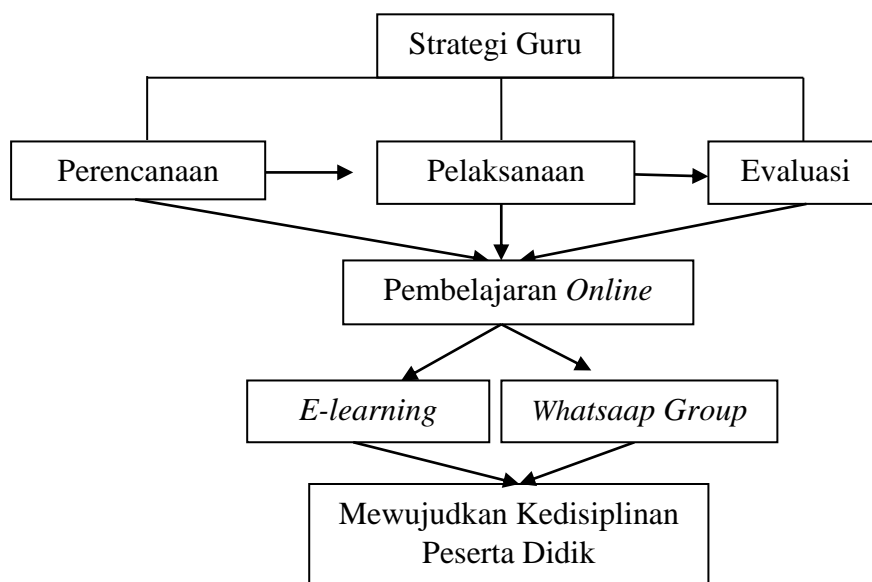 Strategi Guru
Perencanaan
Pelaksanaan
Evaluasi
Pembelajaran Online
E-learning
Whatsaap Group
Mewujudkan Kedisiplinan
Peserta Didik